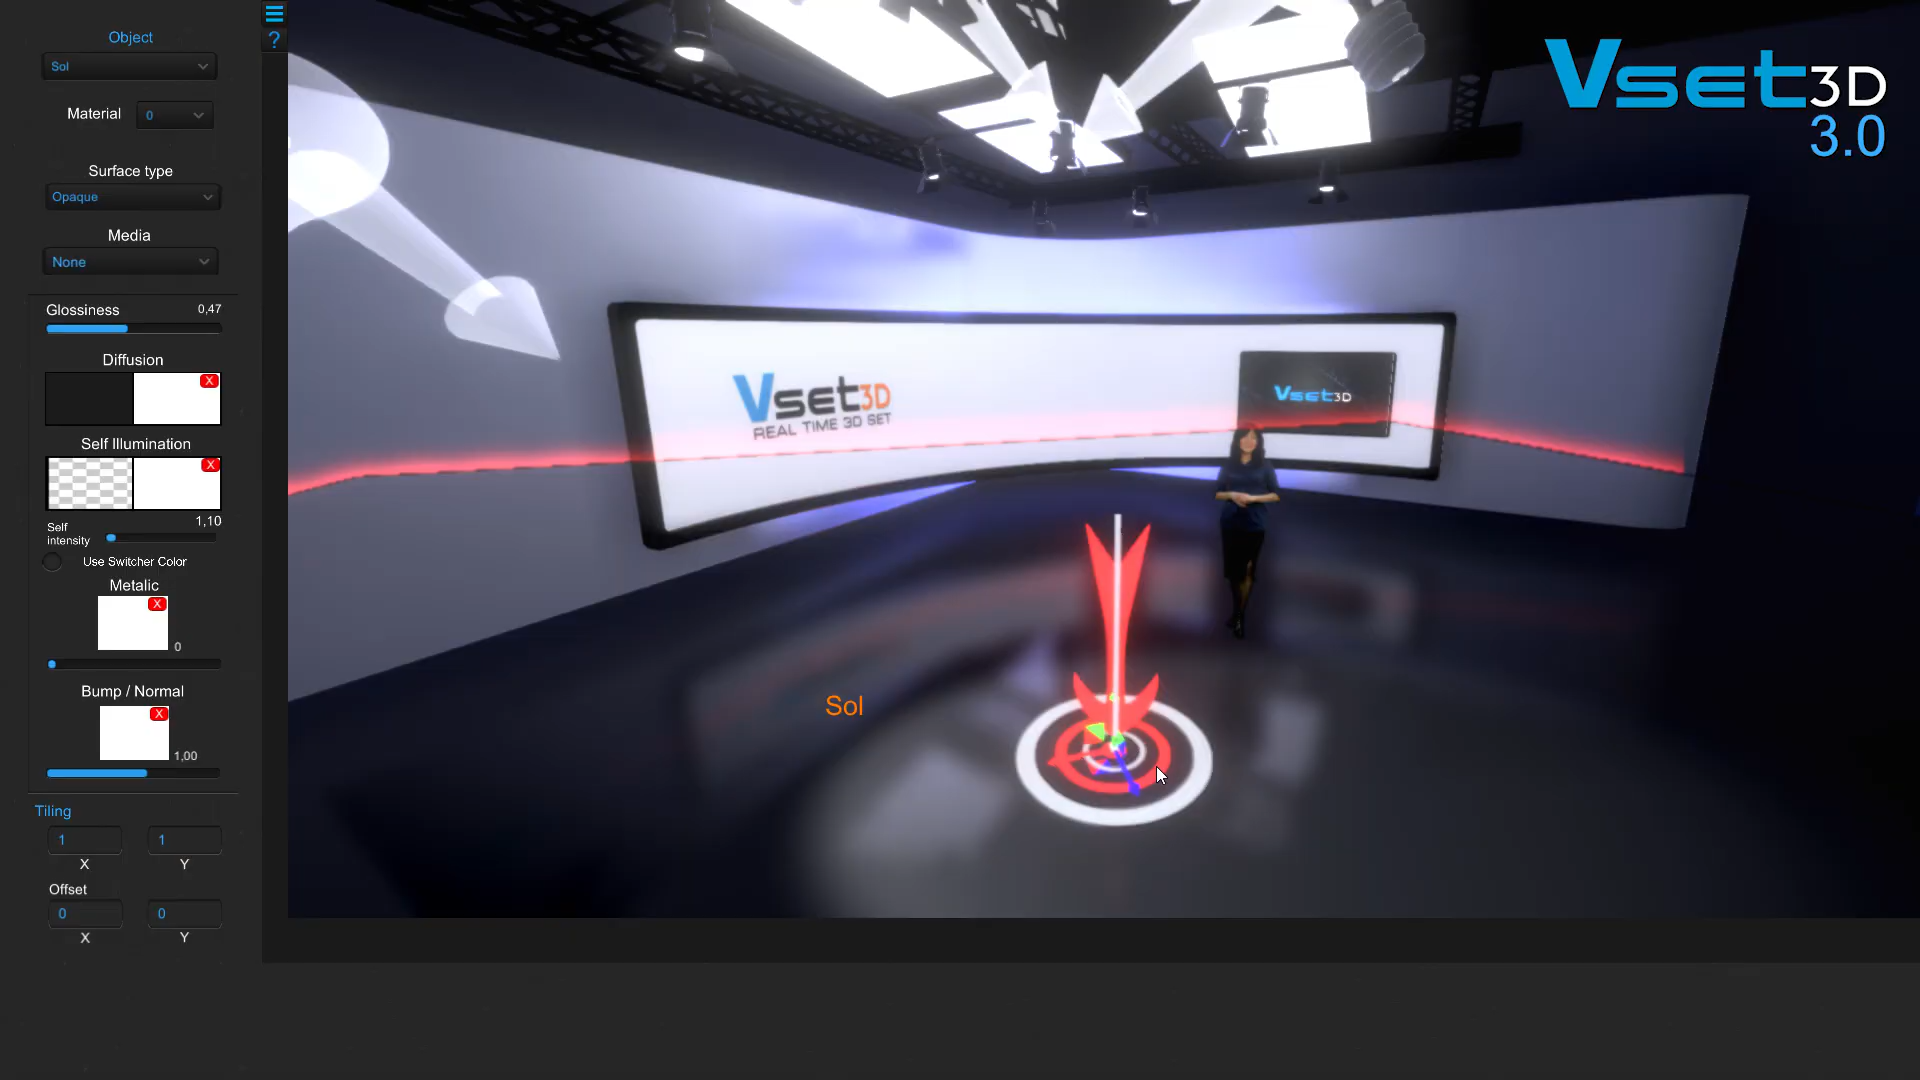 Object
Sol
Material 0
Surface type
Opaque
Media
None
Glossiness 0,47
Diffusion
X
Self Illumination
X
1,10
Self
intensity
Use Switcher Color
Metalic
X
0
Bump / Normal
X
1,00
Tiling
1 1
X Y
Offset
0 0
X Y
?
Vset3D
3.0
Vset3D
REAL TIME 3D SET
Vset3D
Sol